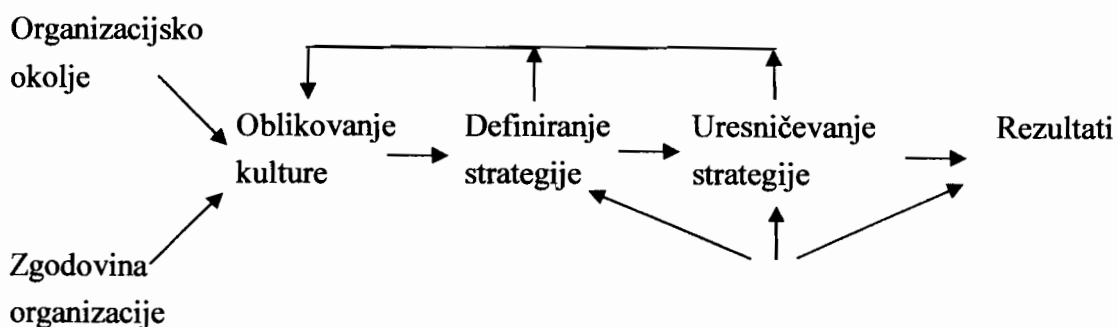 Organizacijsko
okolje
Oblikovanje
kulture
Definiranje
strategije
Uresničevanje
strategije
Rezultati
Zgodovina
organizacije